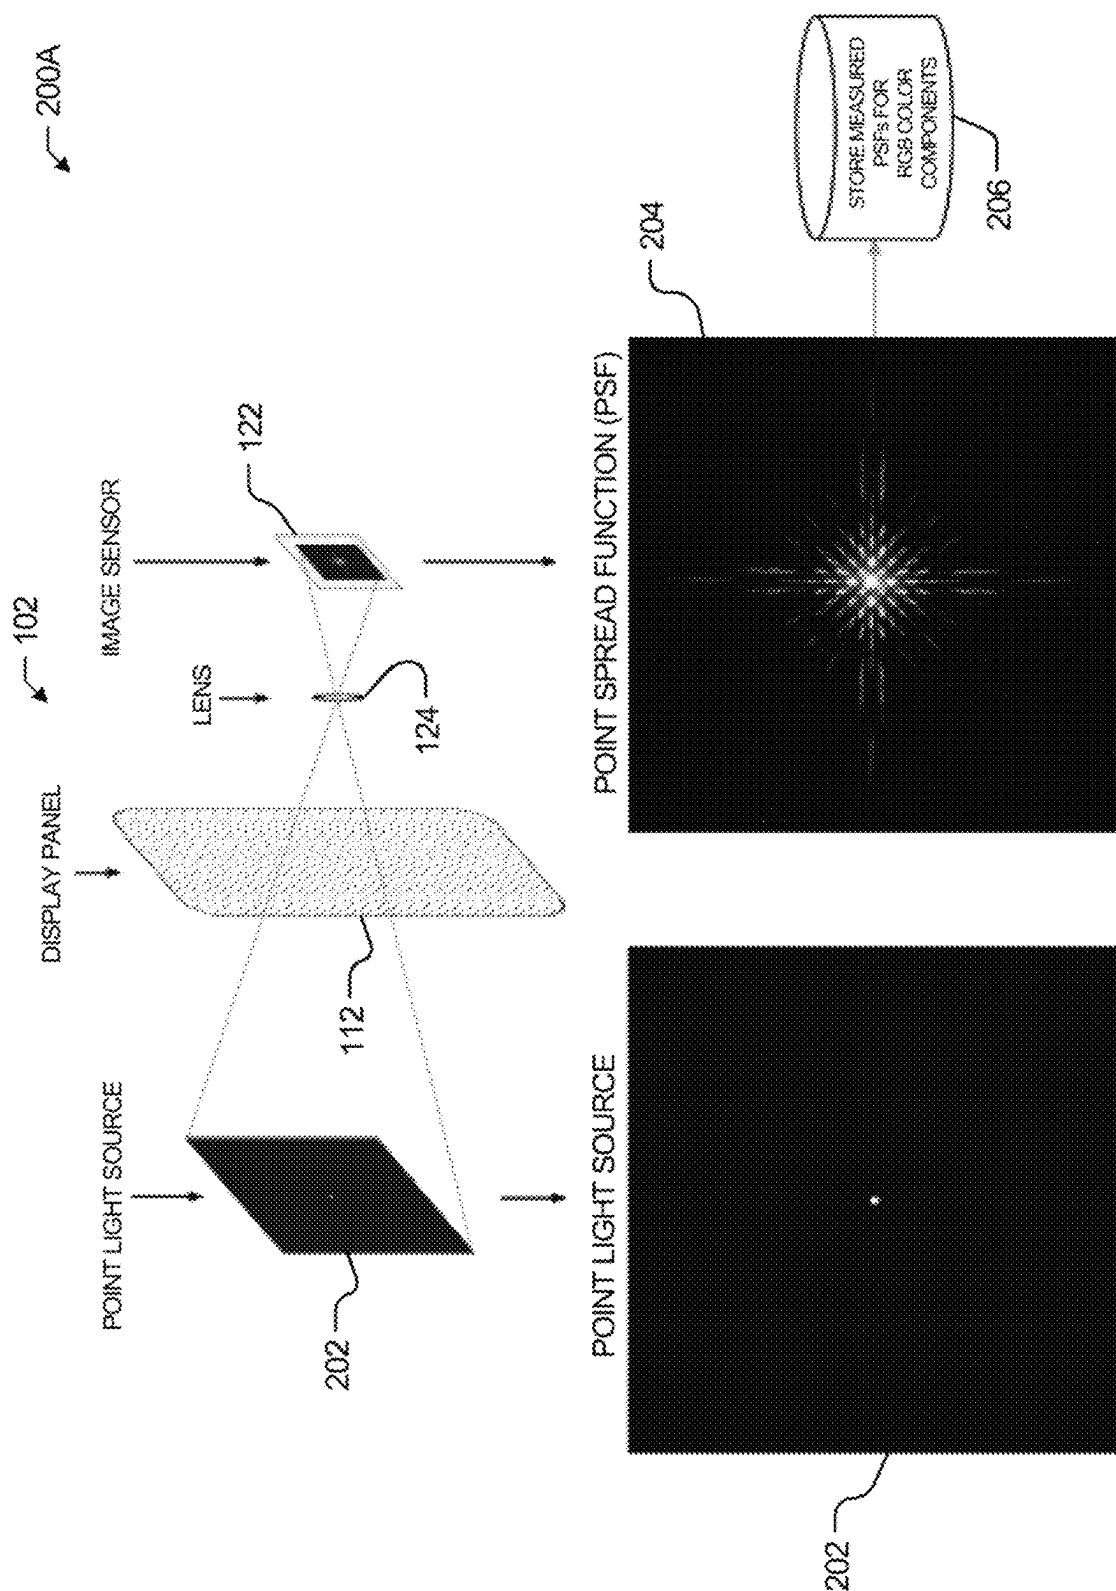 200A
102
POINT LIGHT SOURCE
DISPLAY PANEL
LENS
IMAGE SENSOR
202
112
124
122
POINT LIGHT SOURCE
POINT SPREAD FUNCTION (PSF)
204
202
STORE MEASURED
PSFs FOR
RGB COLOR
COMPONENTS
206